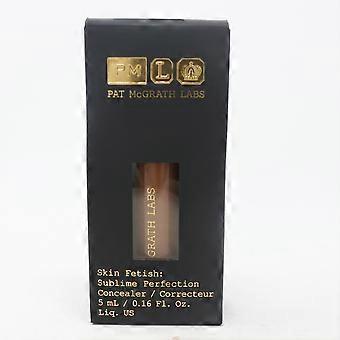 PM L
PAT McGRATH LABS
GRATH LABS
Skin Fetish:
Sublime Perfection
Concealer / Correcteur
5 mL / 0.16 Fl. Oz.
Liq. US